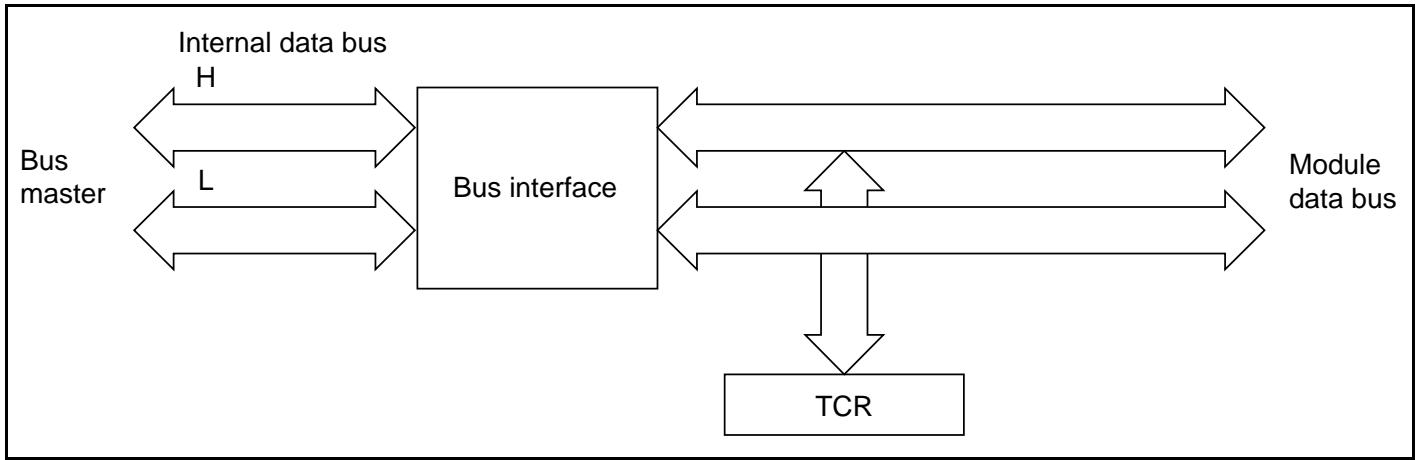 Internal data bus
H
Bus
master
L
Bus interface
Module
data bus
TCR